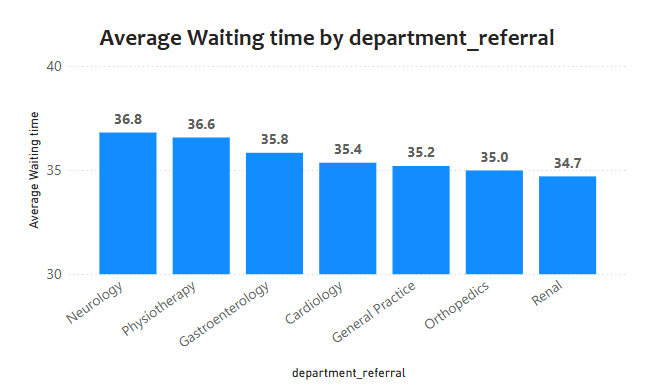 Average Waiting time by department_referral
40
35
30
Average Waiting time
36.8
36.6
35.8
35.4
35.2
35.0
34.7
Neurology
Physiotherapy
Gastroenterology
Cardiology
General Practice
Orthopedics
Renal
department_referral